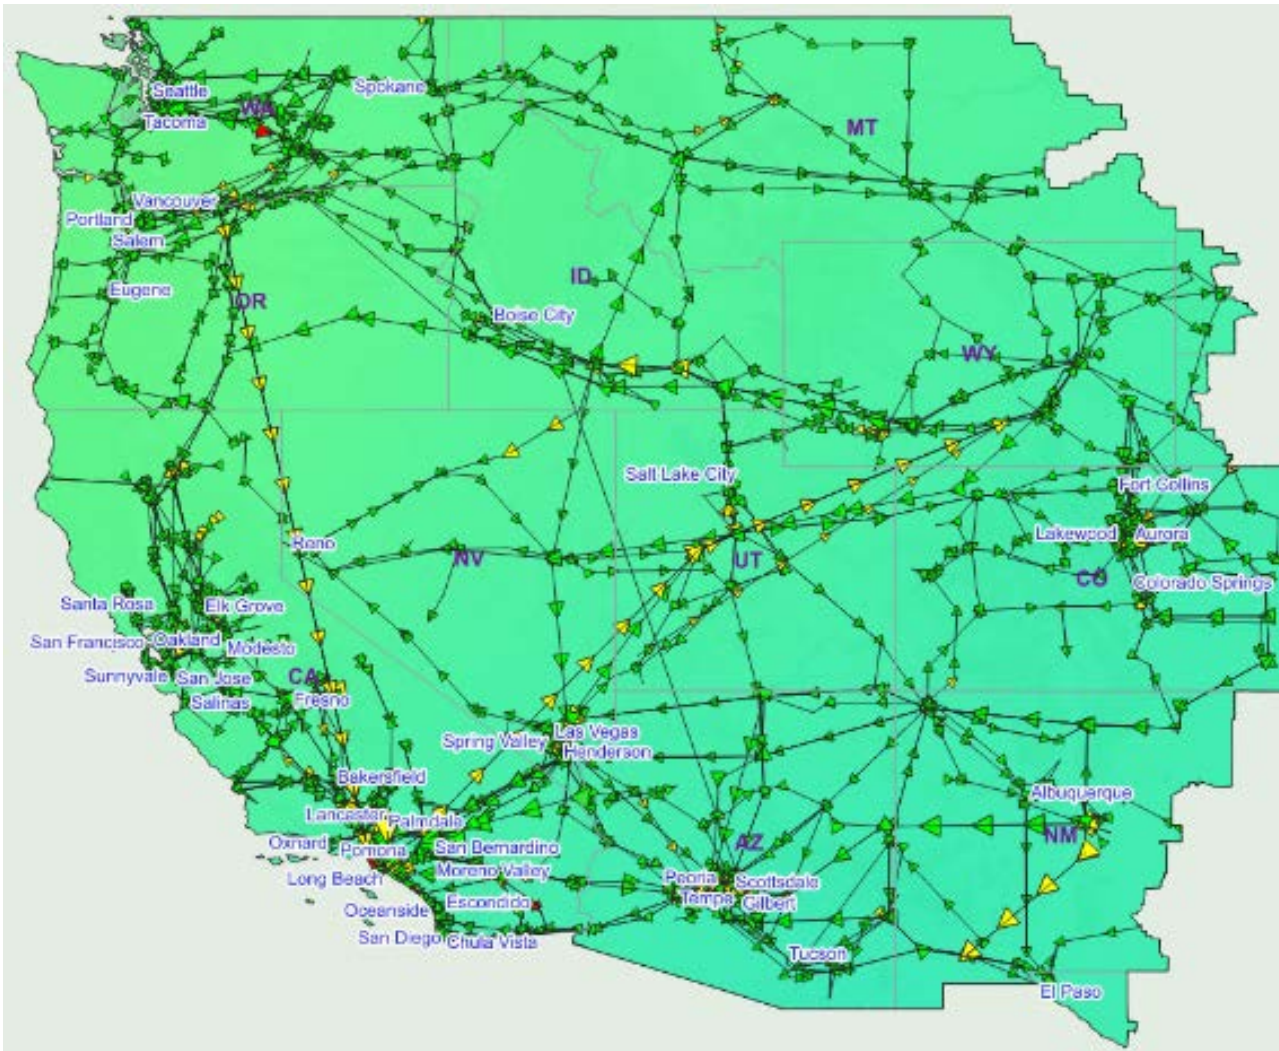 Seattle
Spokane
WA
Tacoma
MT
Vancouver
Portland
Salem
ID
Eugene
OR
Boise City
WY
Salt Lake City
Fort Collins
Reno
Lakewood
Aurora
NV
UT
CO
Colorado Springs
Santa Rosa
Elk Grove
San Francisco
Oakland
Modesto
Sunnyvale
San Jose
CA
Salinas
Fresno
Las Vegas
Spring Valley
Henderson
Bakersfield
Albuquerque
Lancaster
Palmdale
NM
Oxnard
Pomona
San Bernardino
AZ
Long Beach
Moreno Valley
Peoria
Scottsdale
Tempe
Gilbert
Escondido
Oceanside
San Diego
Chula Vista
Tucson
El Paso